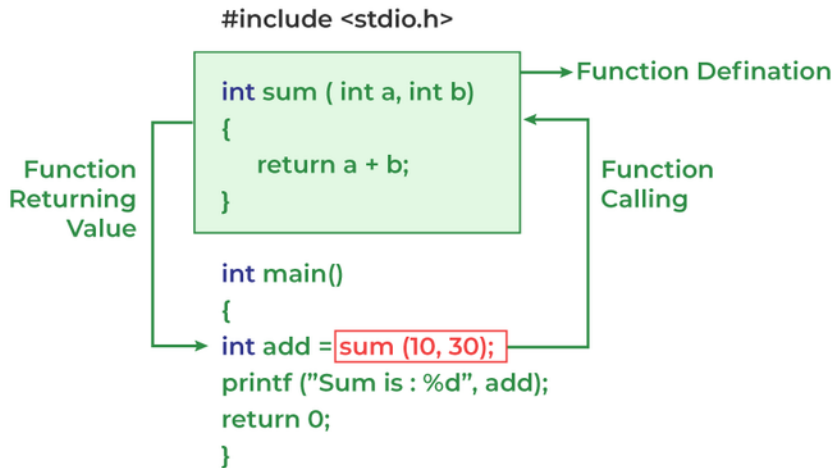 #include <stdio.h>
int sum ( int a, int b)
{
return a + b;
}
Function Defination
Function
Returning
Value
Function
Calling
int main()
{
int add = sum (10, 30);
printf (”Sum is : %d”, add);
return 0;
}